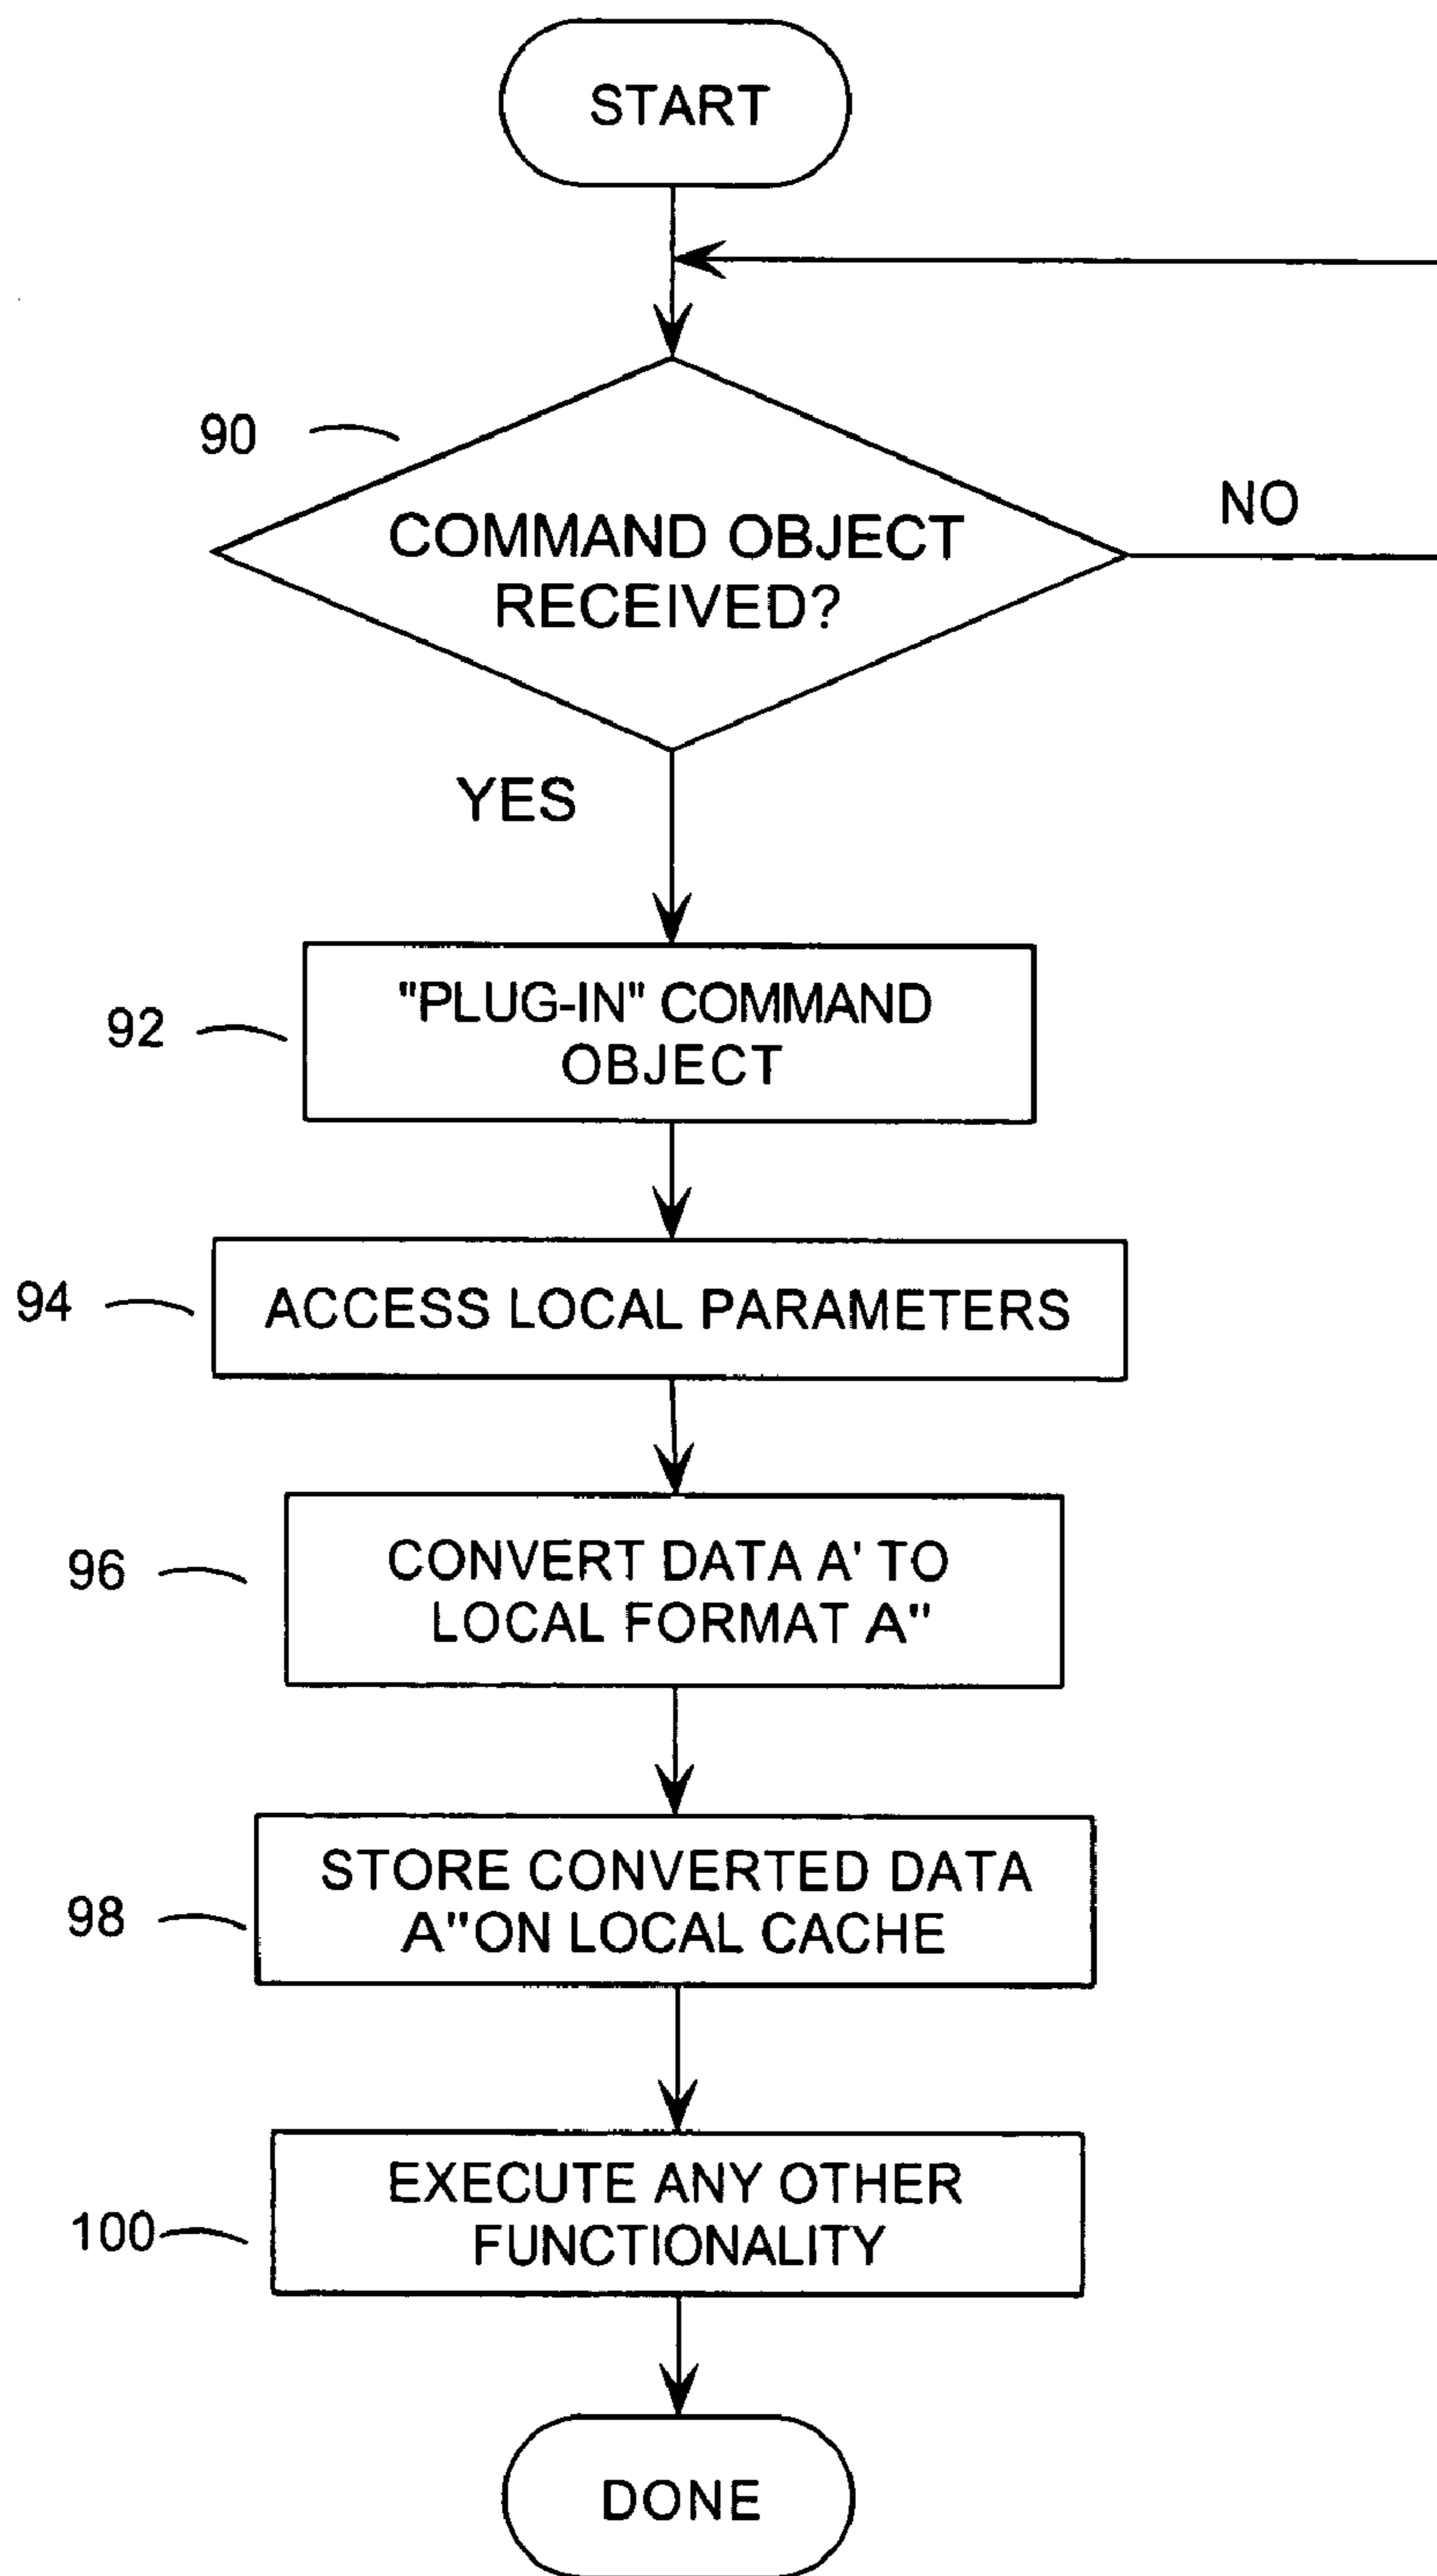 START
90
COMMAND OBJECT
RECEIVED?
NO
YES
92
"PLUG-IN" COMMAND
OBJECT
94
ACCESS LOCAL PARAMETERS
96
CONVERT DATA A' TO
LOCAL FORMAT A"
98
STORE CONVERTED DATA
A"ON LOCAL CACHE
100
EXECUTE ANY OTHER
FUNCTIONALITY
DONE